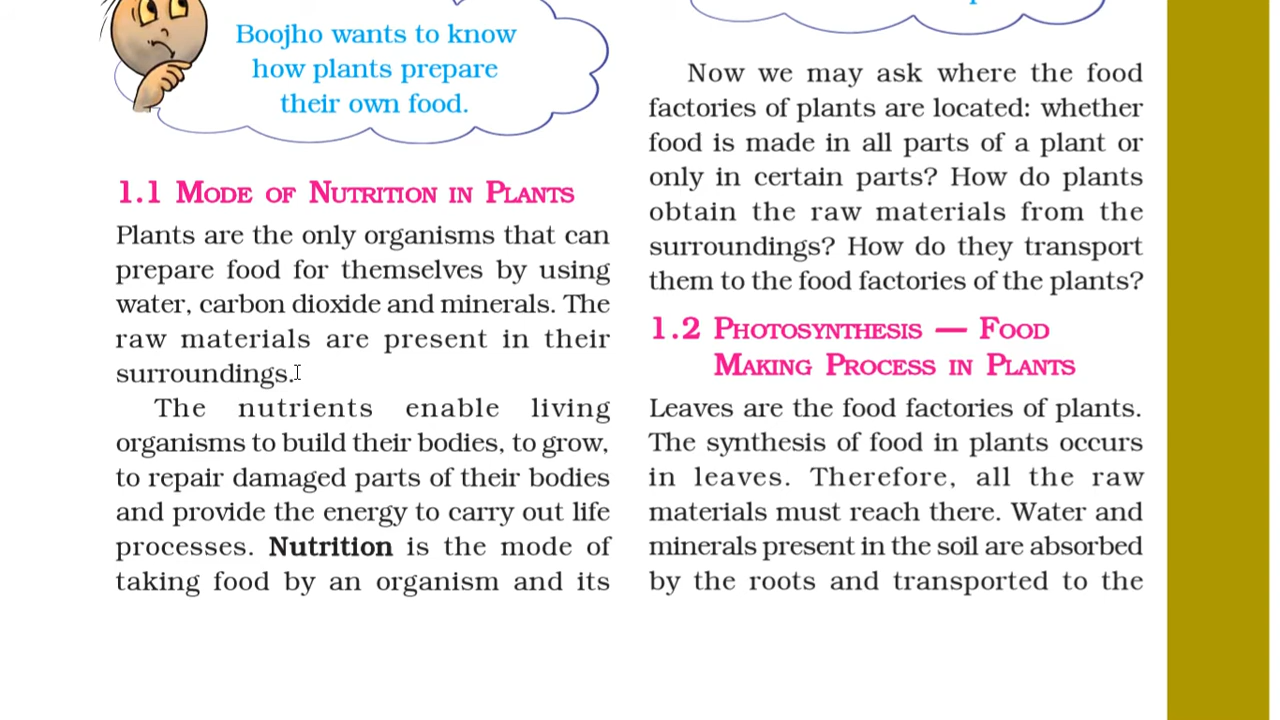 Boojho wants to know
how plants prepare
their own food.
1.1 MODE OF NUTRITION IN PLANTS
Plants are the only organisms that can
prepare food for themselves by using
water, carbon dioxide and minerals. The
raw materials are present in their
surroundings.
The nutrients enable living
organisms to build their bodies, to grow,
to repair damaged parts of their bodies
and provide the energy to carry out life
processes. Nutrition is the mode of
taking food by an organism and its
Now we may ask where the food
factories of plants are located: whether
food is made in all parts of a plant or
only in certain parts? How do plants
obtain the raw materials from the
surroundings? How do they transport
them to the food factories of the plants?
1.2 PHOTOSYNTHESIS — FOOD
MAKING PROCESS IN PLANTS
Leaves are the food factories of plants.
The synthesis of food in plants occurs
in leaves. Therefore, all the raw
materials must reach there. Water and
minerals present in the soil are absorbed
by the roots and transported to the